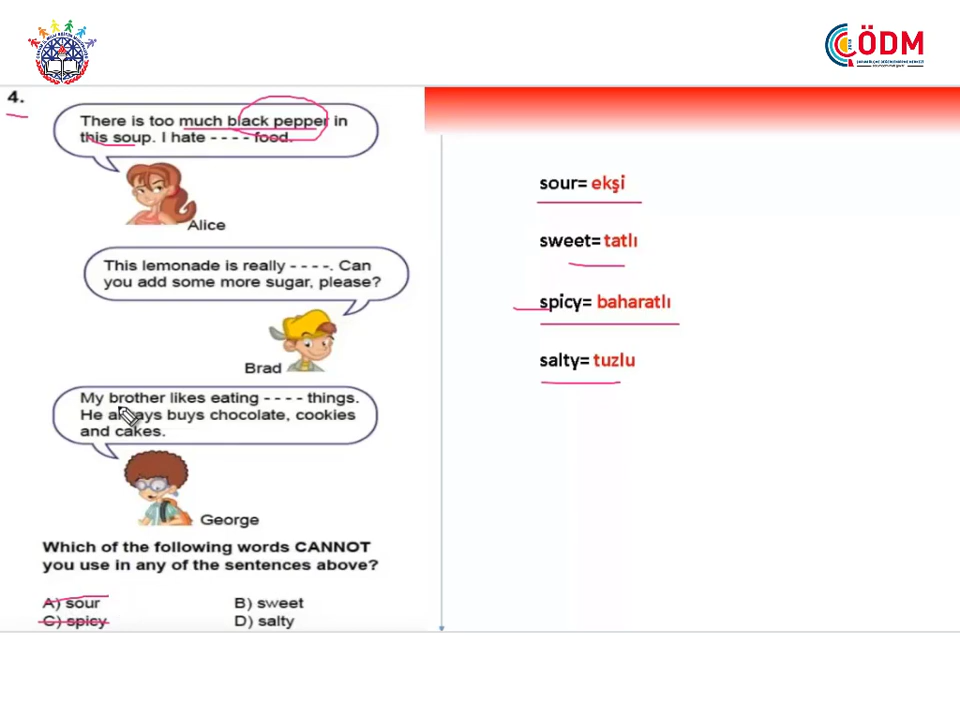 ÖDM
4.
There is too much black pepper in
this soup. I hate - - - - food.
Alice
This lemonade is really - - - -. Can
you add some more sugar, please?
Brad
My brother likes eating - - - - things.
He always buys chocolate, cookies
and cakes.
George
Which of the following words CANNOT
you use in any of the sentences above?
A) sour
B) sweet
C) spicy
D) salty
sour= ekşi
sweet= tatlı
spicy= baharatlı
salty= tuzlu